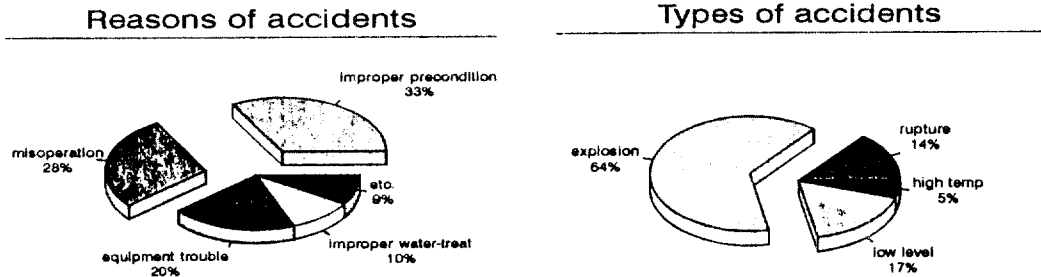 Reasons of accidents
improper precondition
33%
misoperation
28%
etc.
9%
improper water-treat
10%
equipment trouble
20%
Types of accidents
explosion
64%
rupture
14%
high temp
5%
low level
17%